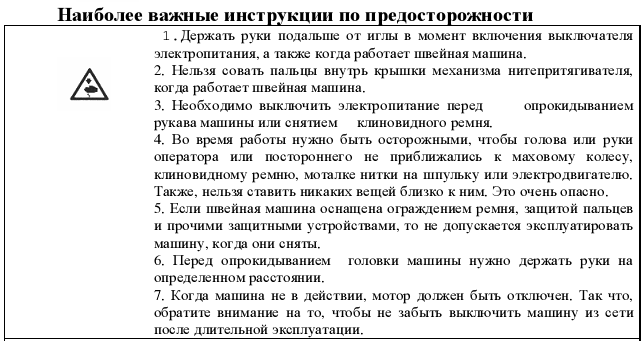 Наиболее важные инструкции по предосторожности
1.Держать руки подальше от иглы в момент включения выключателя
электропитания, а также когда работает швейная машина.
2. Нельзя совать пальцы внутрь крышки механизма нитепритягивателя,
когда работает швейная машина.
3. Необходимо выключить электропитание перед опрокидыванием
рукава машины или снятием клиновидного ремня.
4. Во время работы нужно быть осторожными, чтобы голова или руки
оператора или постороннего не приближались к маховому колесу,
клиновидному ремню, моталке нитки на шпульку или электродвигателю.
Также, нельзя ставить никаких вещей близко к ним. Это очень опасно.
5. Если швейная машина оснащена ограждением ремня, защитой пальцев
и прочими защитными устройствами, то не допускается эксплуатировать
машину, когда они сняты.
6. Перед опрокидыванием головки машины нужно держать руки на
определенном расстоянии.
7. Когда машина не в действии, мотор должен быть отключен. Так что,
обратите внимание на то, чтобы не забыть выключить машину из сети
после длительной эксплуатации.